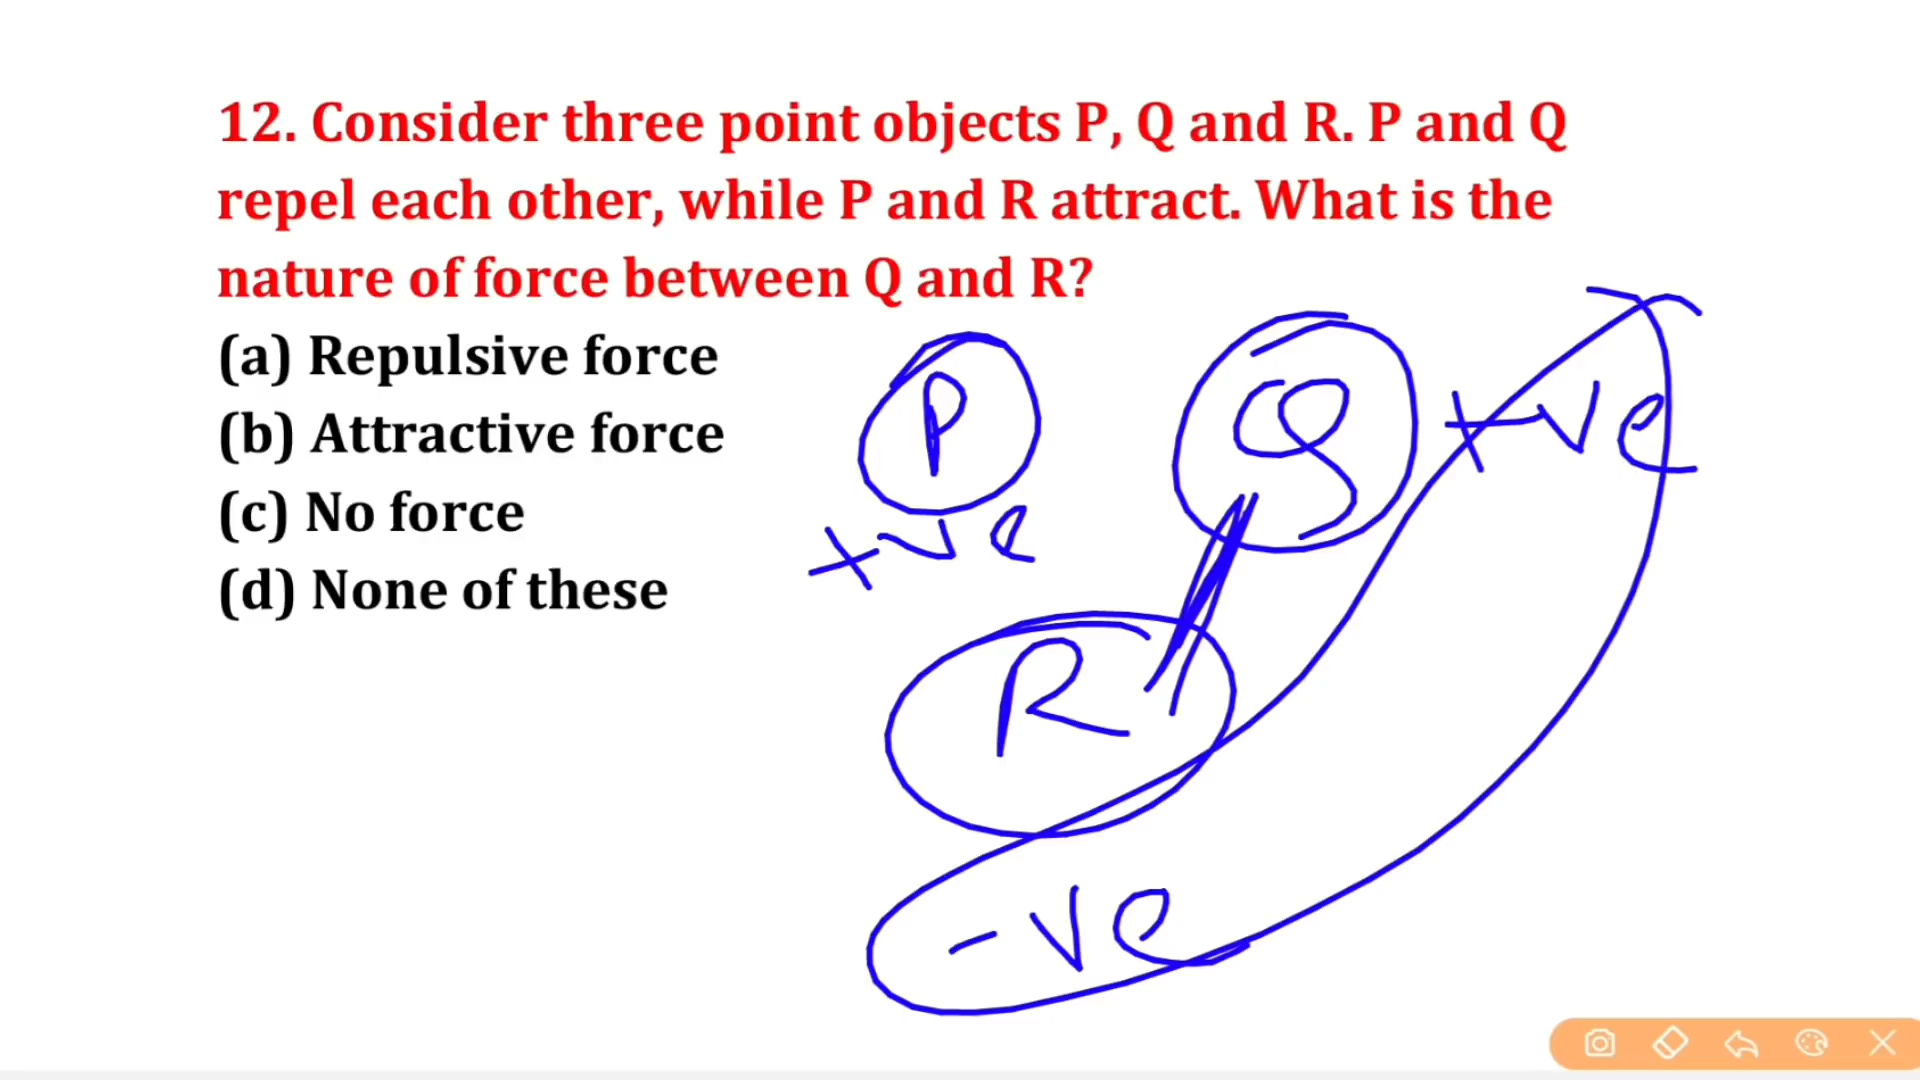 12. Consider three point objects P, Q and R. P and Q
repel each other, while P and R attract. What is the
nature of force between Q and R?
(a) Repulsive force
(b) Attractive force
(c) No force
(d) None of these
P
Q
+ve
+ve
R
-ve